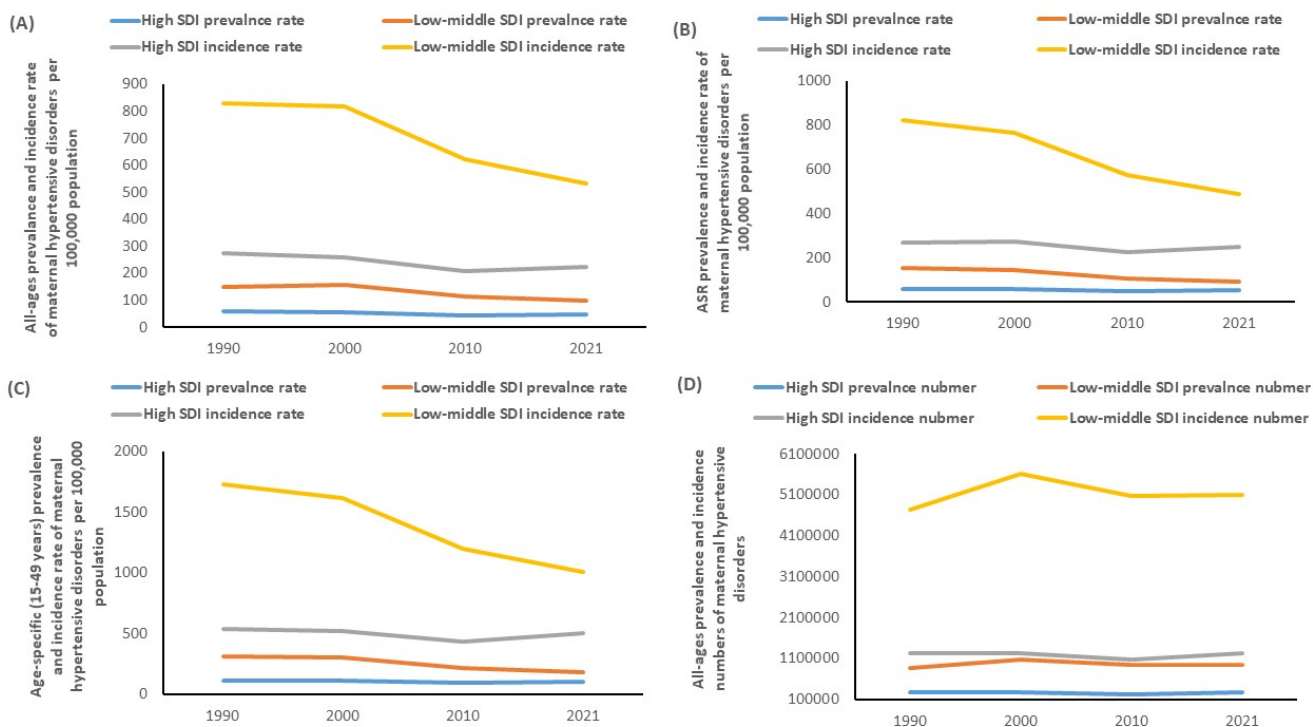 (A)
High SDI prevalnce rate
Low-middle SDI prevalnce rate
High SDI incidence rate
Low-middle SDI incidence rate
All-ages prevalance and incidence rate
of maternal hypertensive disorders per
100,000 population
900
800
700
600
500
400
300
200
100
0
1990
2000
2010
2021
(B)
High SDI prevalnce rate
Low-middle SDI prevalnce rate
High SDI incidence rate
Low-middle SDI incidence rate
ASR prevalence and incidence rate of
maternal hypertensive disorders per
100,000 population
1000
800
600
400
200
0
1990
2000
2010
2021
(C)
High SDI prevalnce rate
Low-middle SDI prevalnce rate
High SDI incidence rate
Low-middle SDI incidence rate
Age-specific (15-49 years) prevalence
and incidence rate of maternal
hypertensive disorders per 100,000
population
2000
1500
1000
500
0
1990
2000
2010
2021
(D)
High SDI prevalnce nubmer
Low-middle SDI prevalnce nubmer
High SDI incidence nubmer
Low-middle SDI incidence nubmer
All-ages prevalence and incidence
numbers of maternal hypertensive
disorders
6100000
5100000
4100000
3100000
2100000
1100000
100000
1990
2000
2010
2021